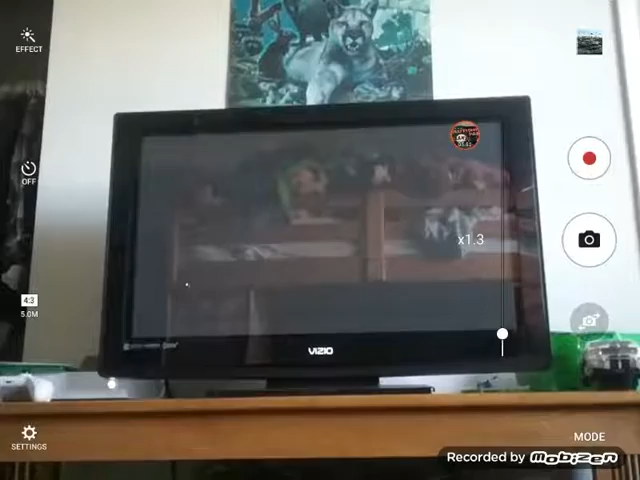 EFFECT
OFF
x1.3
4:3
5.0M
VIZIO
SETTINGS
MODE
Recorded by Mobizen